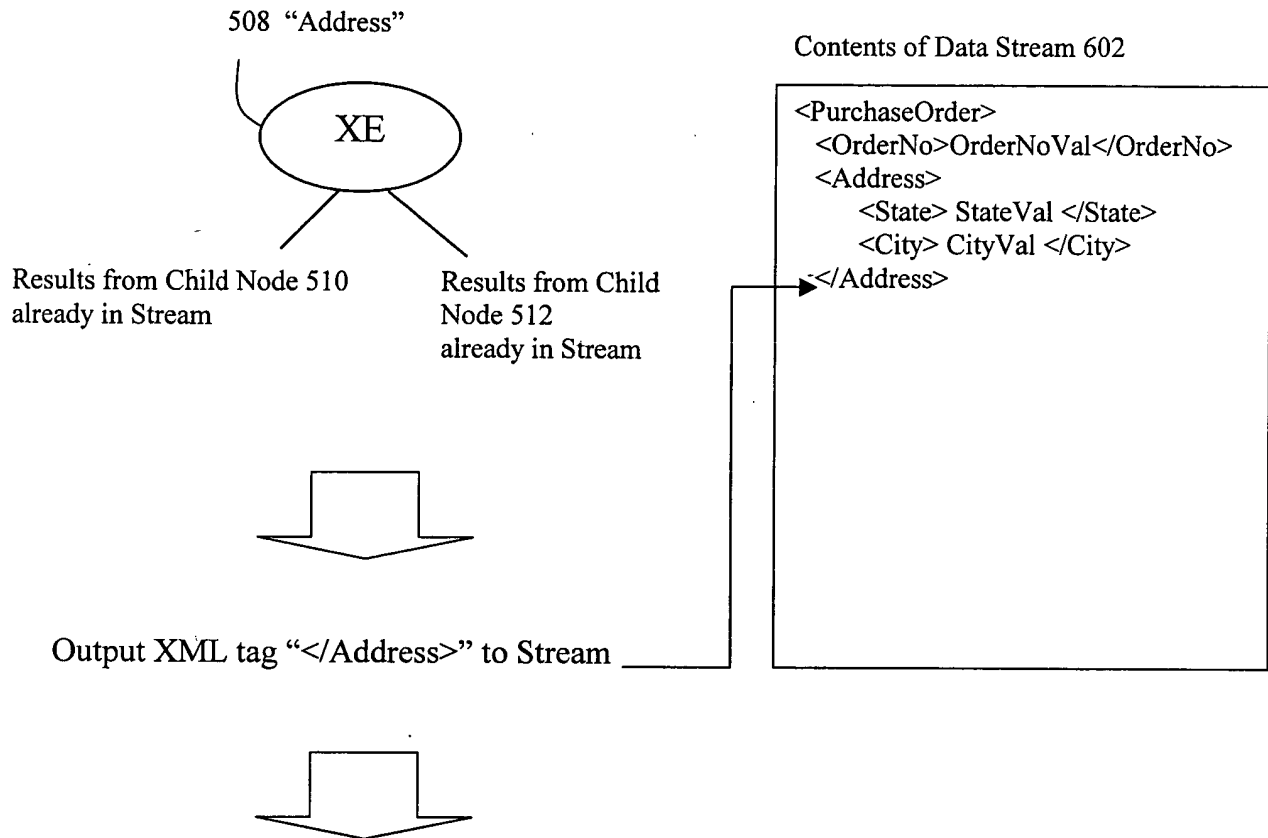 508 “Address”
XE
Results from Child Node 510
already in Stream
Results from Child
Node 512
already in Stream
Output XML tag “</Address>” to Stream
Contents of Data Stream 602
<PurchaseOrder>
<OrderNo>OrderNoVal</OrderNo>
<Address>
<State> StateVal </State>
<City> CityVal </City>
</Address>